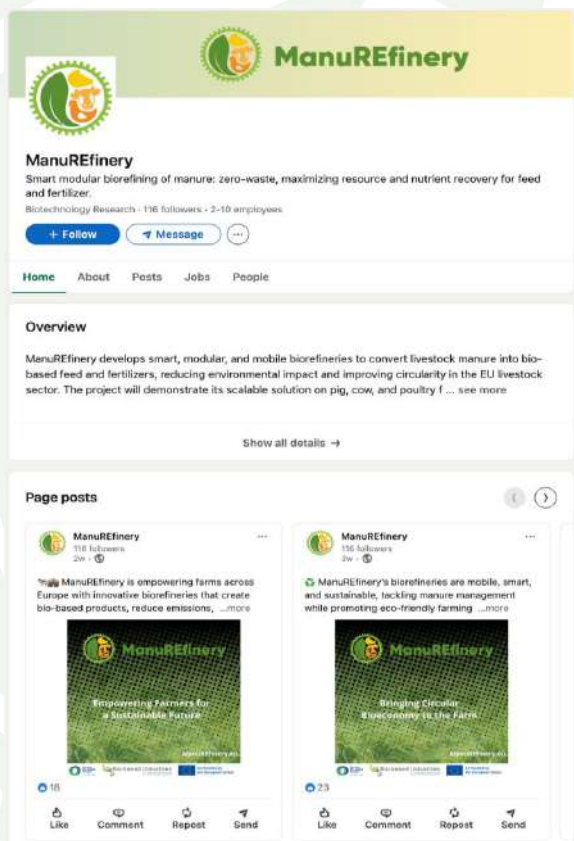 ManuREfinery
ManuREfinery
Smart modular biorefining of manure: zero-waste, maximizing resource and nutrient recovery for feed
and fertilizer.
Biotechnology Research · 116 followers · 2-10 employees
+ Follow
Message
Home About Posts Jobs People
Overview
ManuREfinery develops smart, modular, and mobile biorefineries to convert livestock manure into bio-
based feed and fertilizers, reducing environmental impact and improving circularity in the EU livestock
sector. The project will demonstrate its scalable solution on pig, cow, and poultry f ... see more
Show all details →
Page posts
ManuREfinery
116 followers
2w ·
ManuREfinery is empowering farms across
Europe with innovative biorefineries that create
bio-based products, reduce emissions, ...more
ManuREfinery
Empowering Farmers for
a Sustainable Future
18
Like Comment Repost Send
ManuREfinery
116 followers
3w ·
ManuREfinery's biorefineries are mobile, smart,
and sustainable, tackling manure management
while promoting eco-friendly farming ...more
ManuREfinery
Bringing Circular
Bioeconomy to the Farm
23
Like Comment Repost Send